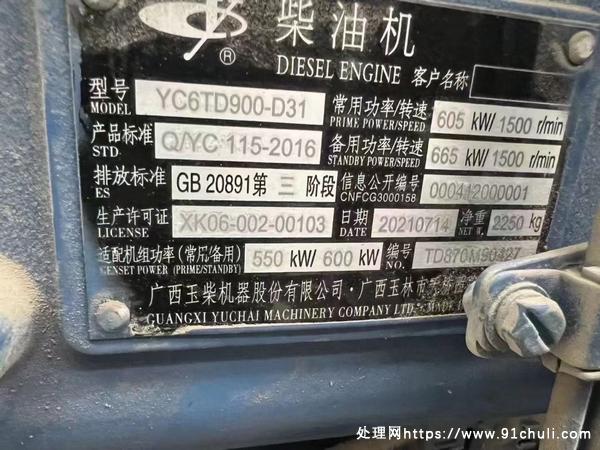 ® 柴油机
DIESEL ENGINE 客户名称
型号 YC6TD900-D31 常用功率/转速 605 kW/ 1500 r/min
MODEL PRIME POWER/SPEED
产品标准 Q/YC 115-2016 备用功率/转速 665 kW/ 1500 r/min
STD. STANDBY POWER/SPEED
排放标准 GB 20891第 三 阶段 信息公开编号 000412000001
ES CNFCG3000158
生产许可证 XK06-002-00103 日期 20210714 净重 2250 kg
LICENSE DATE NET W.
适配机组功率(常用/备用) 550 kW/ 600 kW 编号
GENSET POWER (PRIME/STANDBY) NO.
广西玉柴机器股份有限公司·广西玉林市
GUANGXI YUCHAI MACHINERY COMPANY LTD. MADE
处理网https://www.91chuli.com